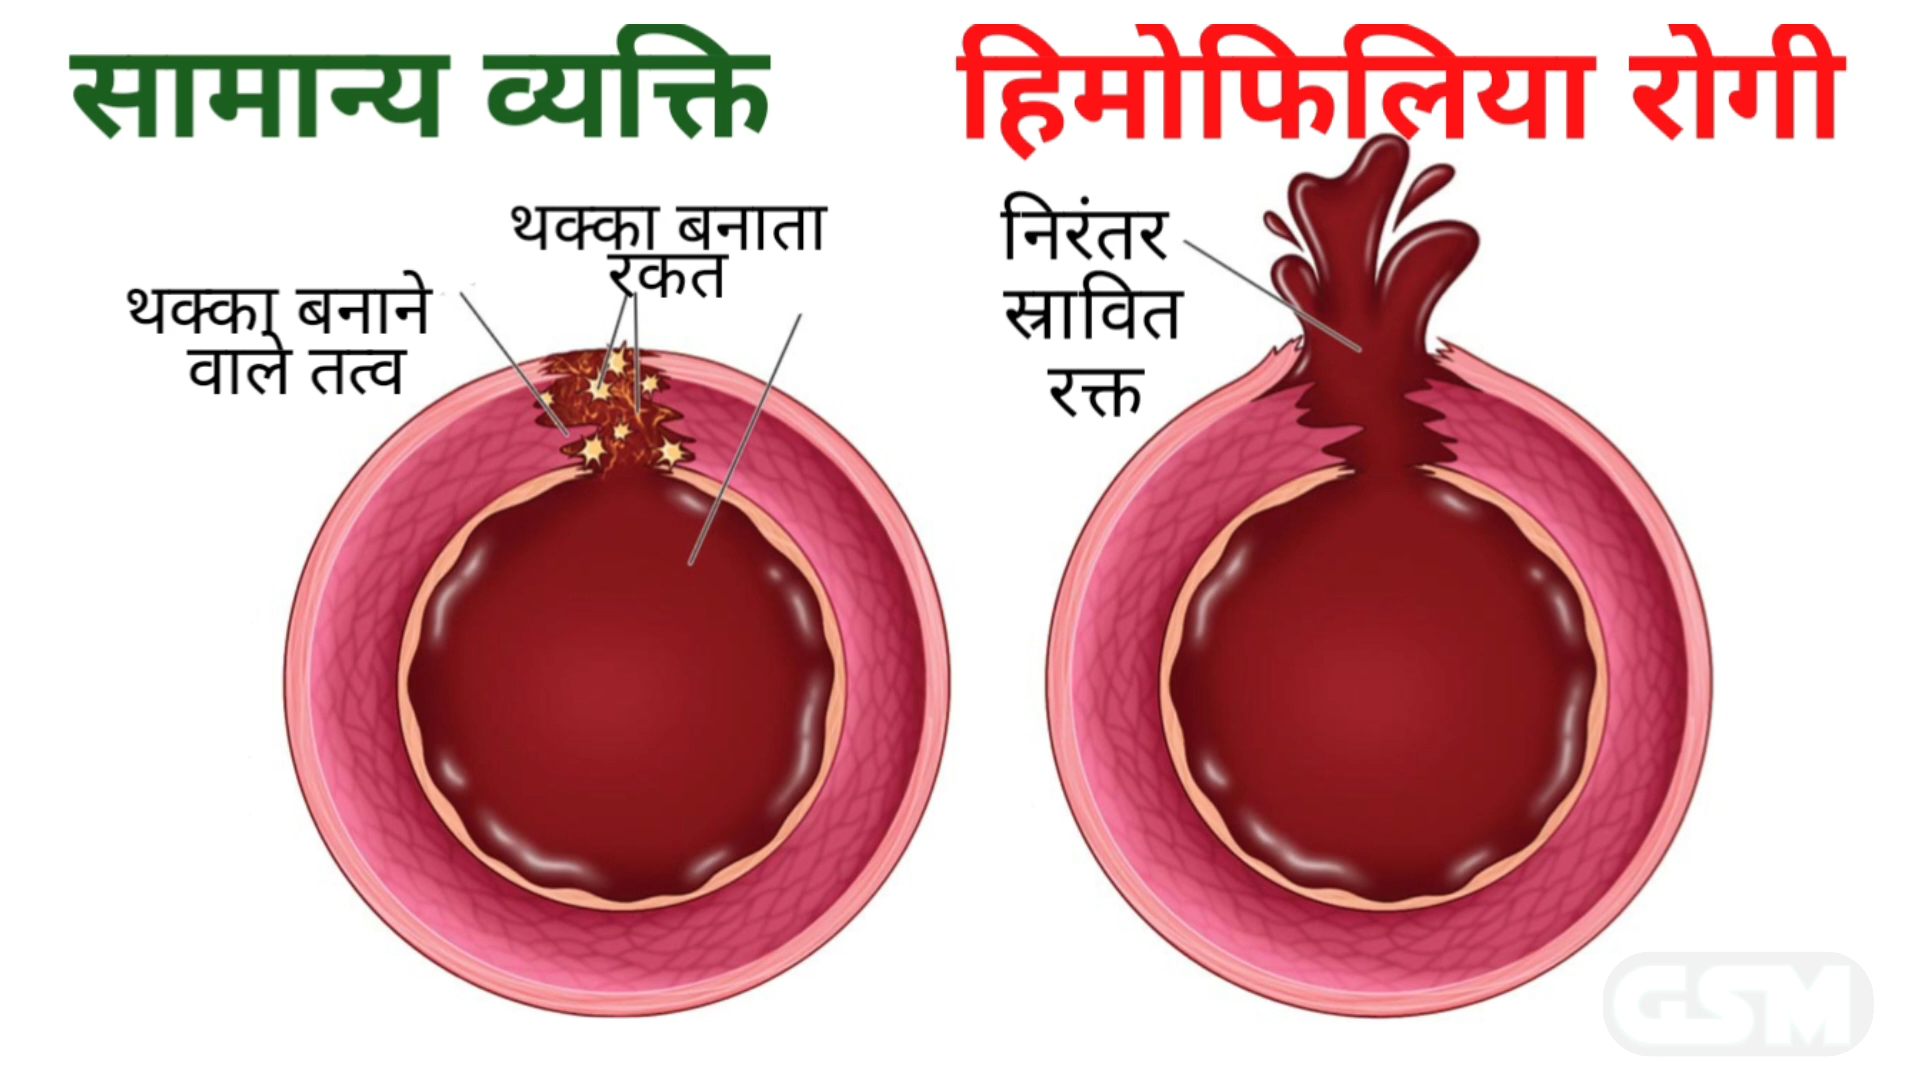 सामान्य व्यक्ति
हिमोफिलिया रोगी
थक्का बनाता
रकत
थक्का बनाने
वाले तत्व
निरंतर
स्रावित
रक्त
GSM